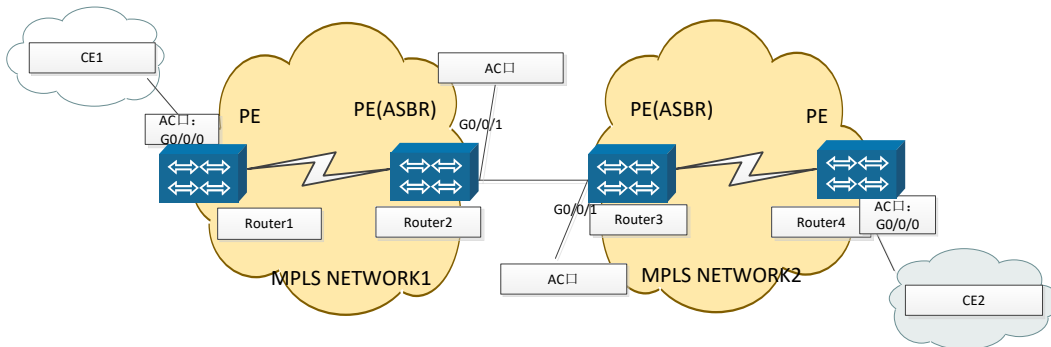 CE1
AC口
AC口:
G0/0/0
PE
PE(ASBR)
G0/0/1
PE(ASBR)
PE
Router1
Router2
G0/0/1
Router3
Router4
AC口:
G0/0/0
MPLS NETWORK1
AC口
MPLS NETWORK2
CE2